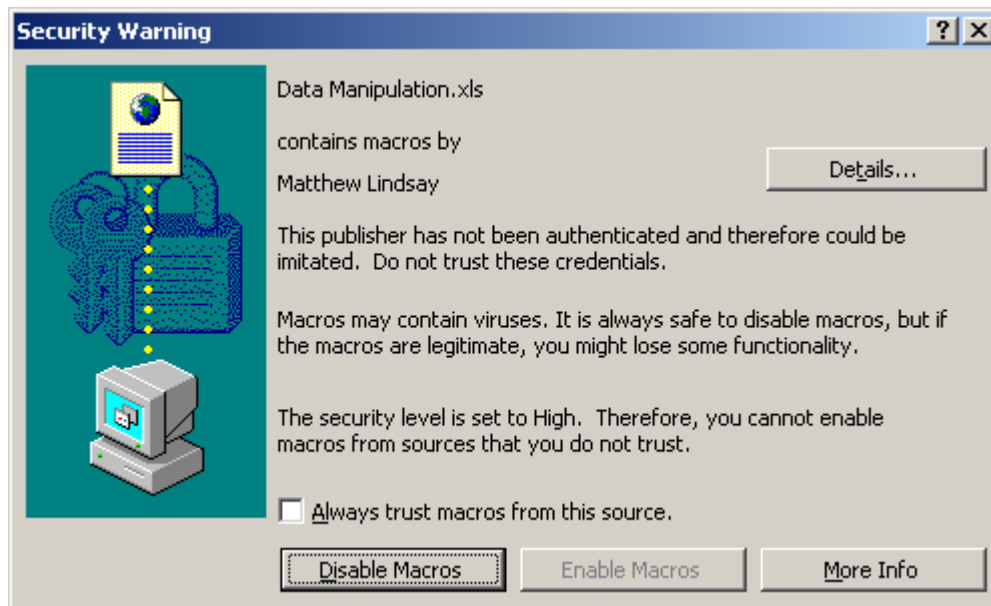 Security Warning
Data Manipulation.xls
contains macros by
Details...
Matthew Lindsay
This publisher has not been authenticated and therefore could be
imitated.  Do not trust these credentials.
Macros may contain viruses. It is always safe to disable macros, but if
the macros are legitimate, you might lose some functionality.
The security level is set to High.  Therefore, you cannot enable
macros from sources that you do not trust.
Always trust macros from this source.
Disable Macros
Enable Macros
More Info